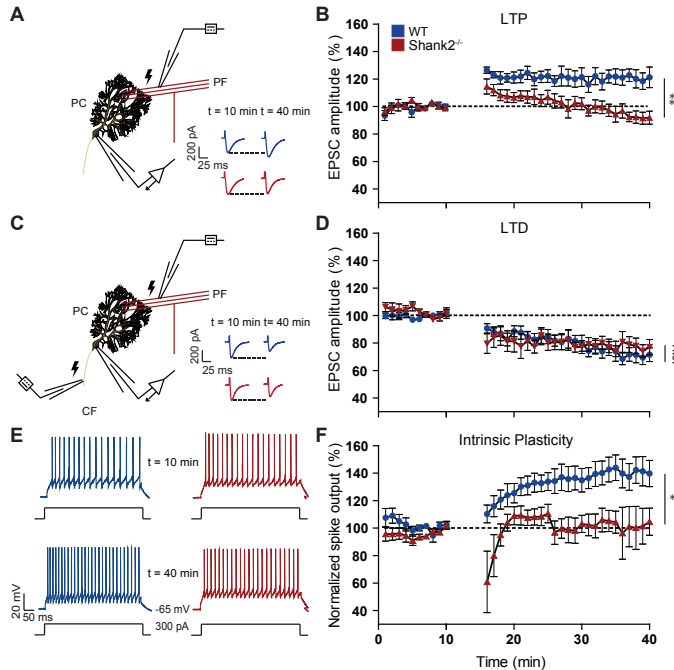 A
PF
PC
t = 10 min t = 40 min
200 pA
25 ms
B
LTP
WT
Shank2-/-
EPSC amplitude (%)
160
140
120
100
80
60
40
**
C
PF
PC
CF
t = 10 min t= 40 min
200 pA
25 ms
D
LTD
EPSC amplitude (%)
160
140
120
100
80
60
40
E
t = 10 min
t = 40 min
20 mV
50 ms
-65 mV
300 pA
F
Intrinsic Plasticity
Normalized spike output (%)
160
140
120
100
80
60
40
*
0 10 20 30 40
Time (min)